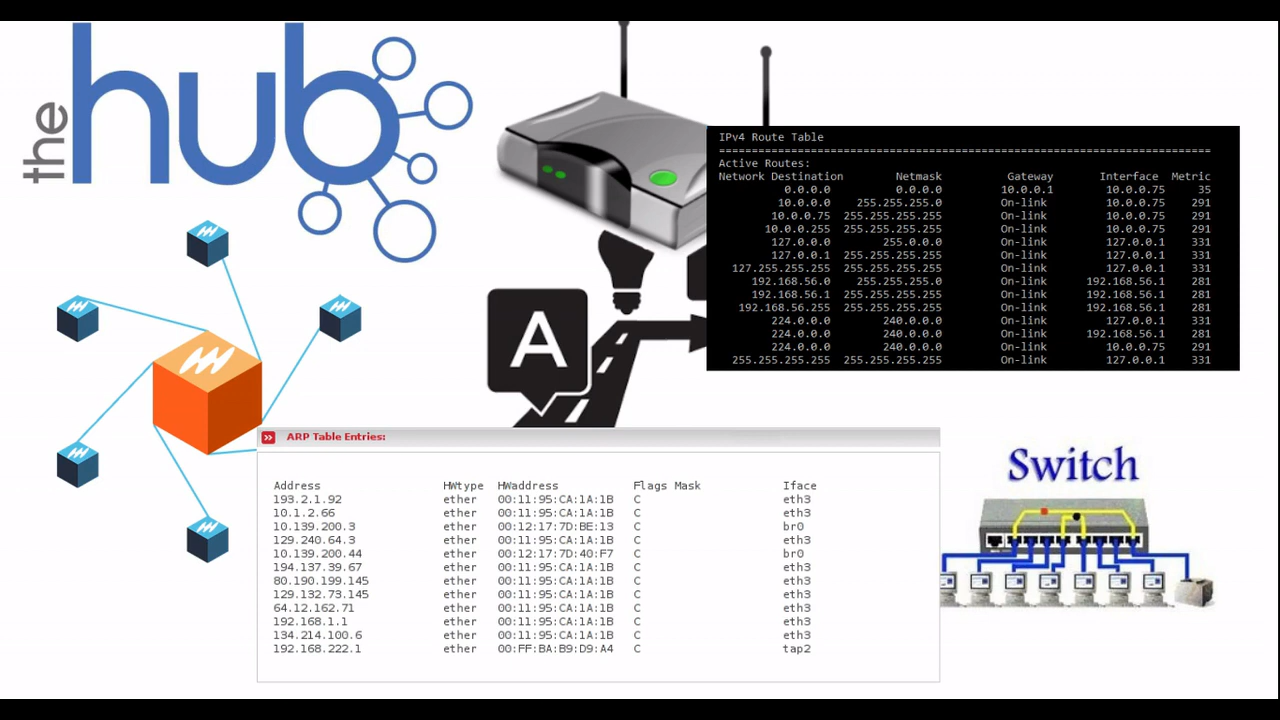 the hub
IPv4 Route Table
===========================================================================
Active Routes:
Network Destination Netmask Gateway Interface Metric
0.0.0.0 0.0.0.0 10.0.0.1 10.0.0.75 35
10.0.0.0 255.255.255.0 On-link 10.0.0.75 291
10.0.0.75 255.255.255.255 On-link 10.0.0.75 291
10.0.0.255 255.255.255.255 On-link 10.0.0.75 291
127.0.0.0 255.0.0.0 On-link 127.0.0.1 331
127.0.0.1 255.255.255.255 On-link 127.0.0.1 331
127.255.255.255 255.255.255.255 On-link 127.0.0.1 331
192.168.56.0 255.255.255.0 On-link 192.168.56.1 281
192.168.56.1 255.255.255.255 On-link 192.168.56.1 281
192.168.56.255 255.255.255.255 On-link 192.168.56.1 281
224.0.0.0 240.0.0.0 On-link 127.0.0.1 331
224.0.0.0 240.0.0.0 On-link 192.168.56.1 281
224.0.0.0 240.0.0.0 On-link 10.0.0.75 291
255.255.255.255 255.255.255.255 On-link 127.0.0.1 331
A
ARP Table Entries:
Address HWtype HWaddress Flags Mask Iface
193.2.1.92 ether 00:11:95:CA:1A:1B C eth3
10.1.2.66 ether 00:11:95:CA:1A:1B C eth3
10.139.200.3 ether 00:12:17:7D:BE:13 C br0
129.240.64.3 ether 00:11:95:CA:1A:1B C eth3
10.139.200.44 ether 00:12:17:7D:40:F7 C br0
194.137.39.67 ether 00:11:95:CA:1A:1B C eth3
80.190.199.145 ether 00:11:95:CA:1A:1B C eth3
129.132.73.145 ether 00:11:95:CA:1A:1B C eth3
64.12.162.71 ether 00:11:95:CA:1A:1B C eth3
192.168.1.1 ether 00:11:95:CA:1A:1B C eth3
134.214.100.6 ether 00:11:95:CA:1A:1B C eth3
192.168.222.1 ether 00:FF:BA:B9:D9:A4 C tap2
Switch